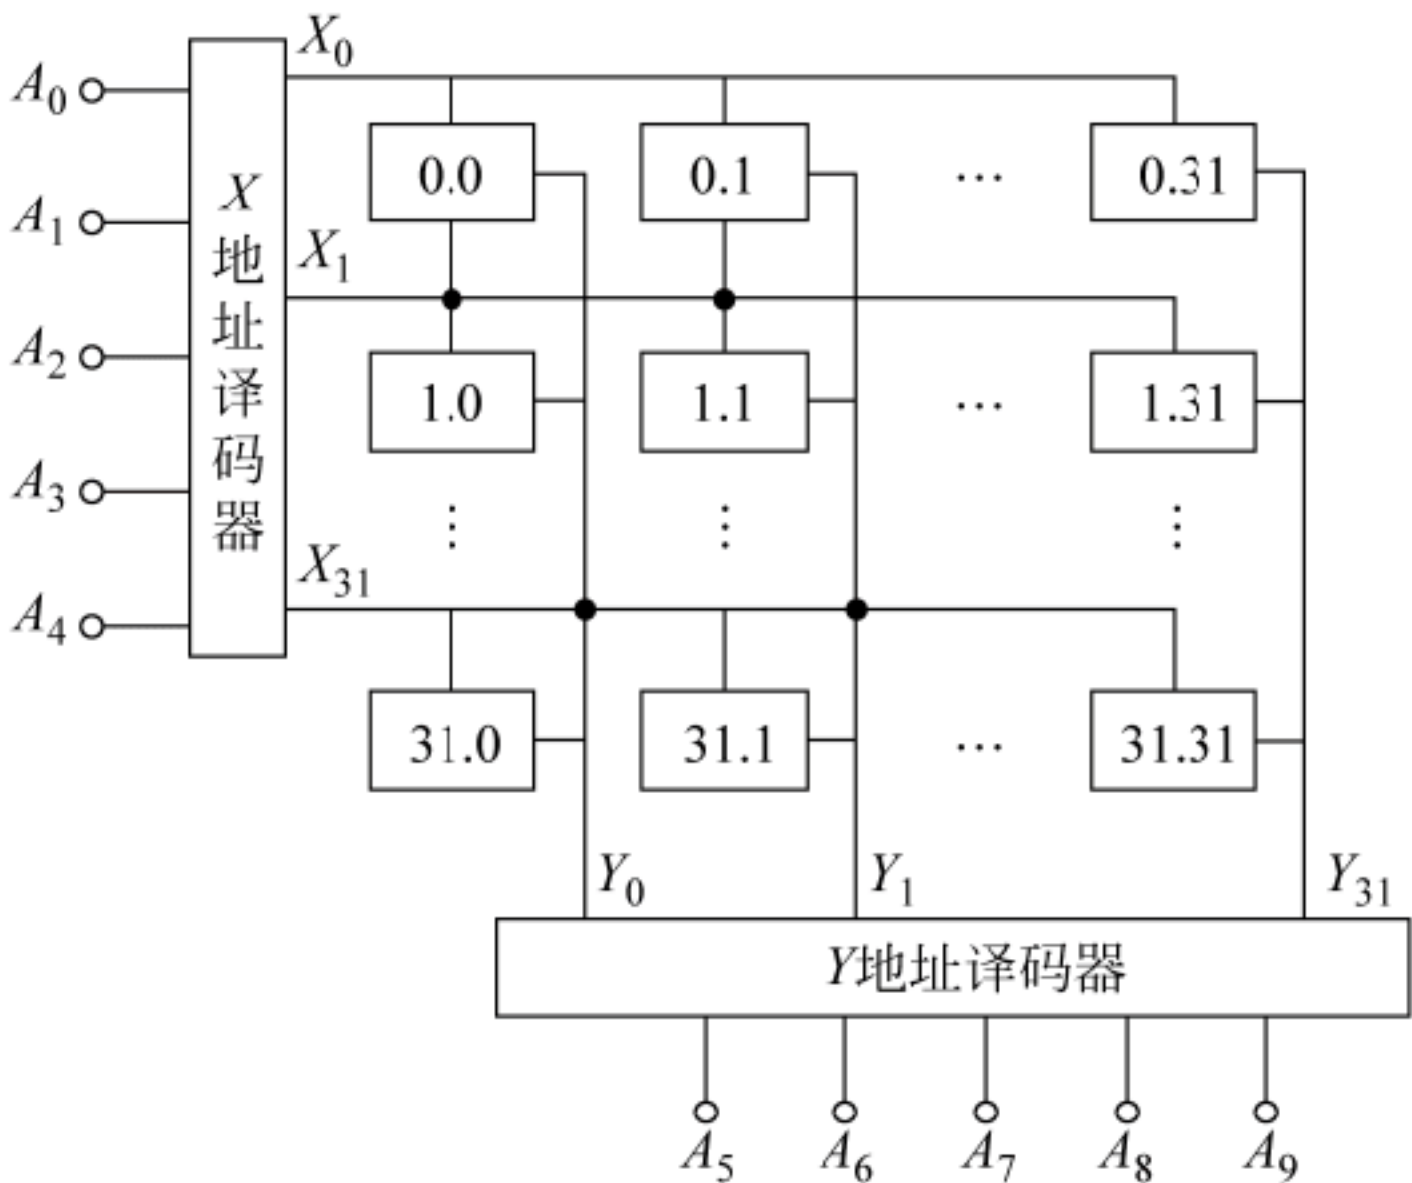 X₀
A₀
0.0 0.1 … 0.31
X地址译码器
A₁
X₁
A₂
1.0 1.1 … 1.31
A₃
⋮ ⋮ ⋮
X₃₁
A₄
31.0 31.1 … 31.31
Y₀ Y₁ Y₃₁
Y地址译码器
A₅ A₆ A₇ A₈ A₉